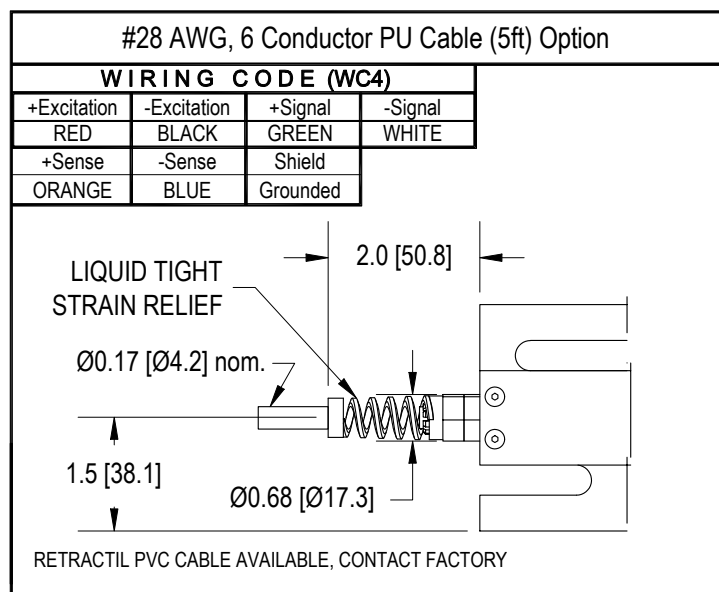 #28 AWG, 6 Conductor PU Cable (5ft) Option
WIRING CODE (WC4)
+Excitation -Excitation +Signal -Signal
RED BLACK GREEN WHITE
+Sense -Sense Shield
ORANGE BLUE Grounded
2.0 [50.8]
LIQUID TIGHT
STRAIN RELIEF
Ø0.17 [Ø4.2] nom.
1.5 [38.1]
Ø0.68 [Ø17.3]
RETRACTIL PVC CABLE AVAILABLE, CONTACT FACTORY